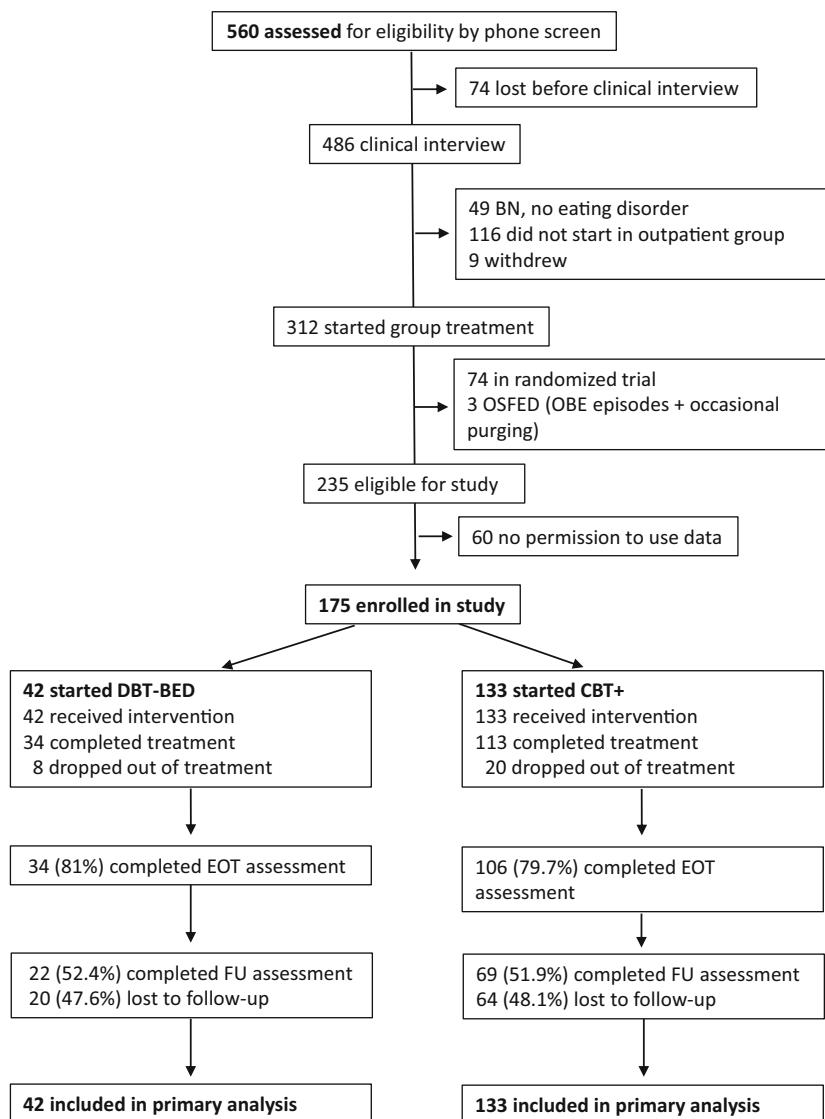 560 assessed for eligibility by phone screen
74 lost before clinical interview
486 clinical interview
49 BN, no eating disorder
116 did not start in outpatient group
9 withdrew
312 started group treatment
74 in randomized trial
3 OSFED (OBE episodes + occasional
purging)
235 eligible for study
60 no permission to use data
175 enrolled in study
42 started DBT-BED
42 received intervention
34 completed treatment
8 dropped out of treatment
133 started CBT+
133 received intervention
113 completed treatment
20 dropped out of treatment
34 (81%) completed EOT assessment
106 (79.7%) completed EOT
assessment
22 (52.4%) completed FU assessment
20 (47.6%) lost to follow-up
69 (51.9%) completed FU assessment
64 (48.1%) lost to follow-up
42 included in primary analysis
133 included in primary analysis